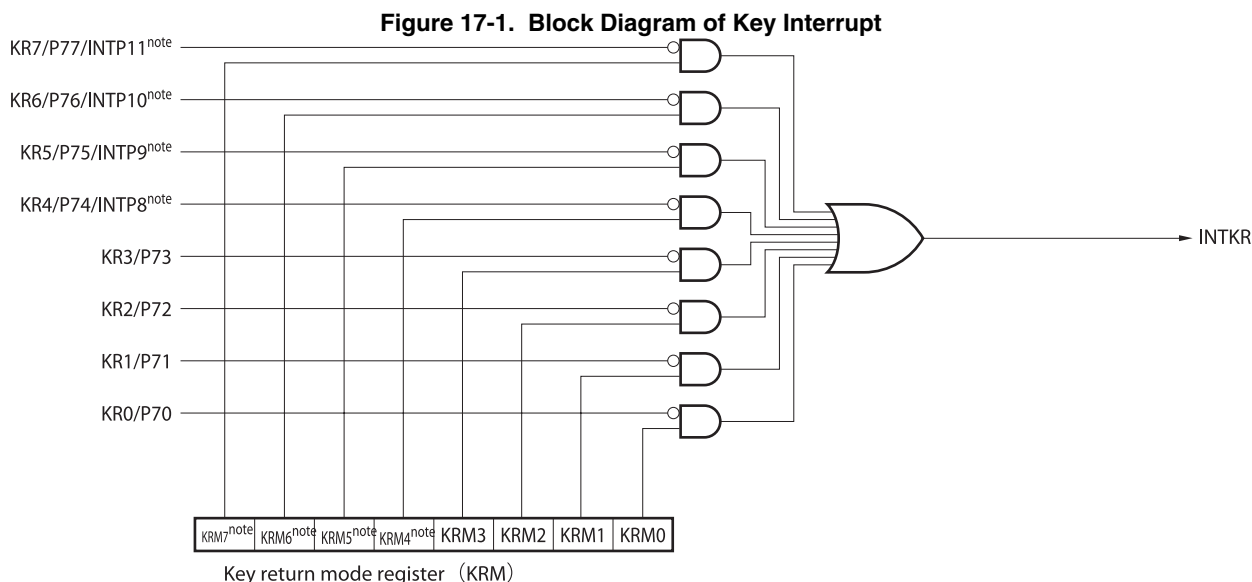 Figure 17-1. Block Diagram of Key Interrupt
KR7/P77/INTP11note
KR6/P76/INTP10note
KR5/P75/INTP9note
KR4/P74/INTP8note
KR3/P73
KR2/P72
KR1/P71
KR0/P70
INTKR
KRM7note KRM6note KRM5note KRM4note KRM3 KRM2 KRM1 KRM0
Key return mode register (KRM)